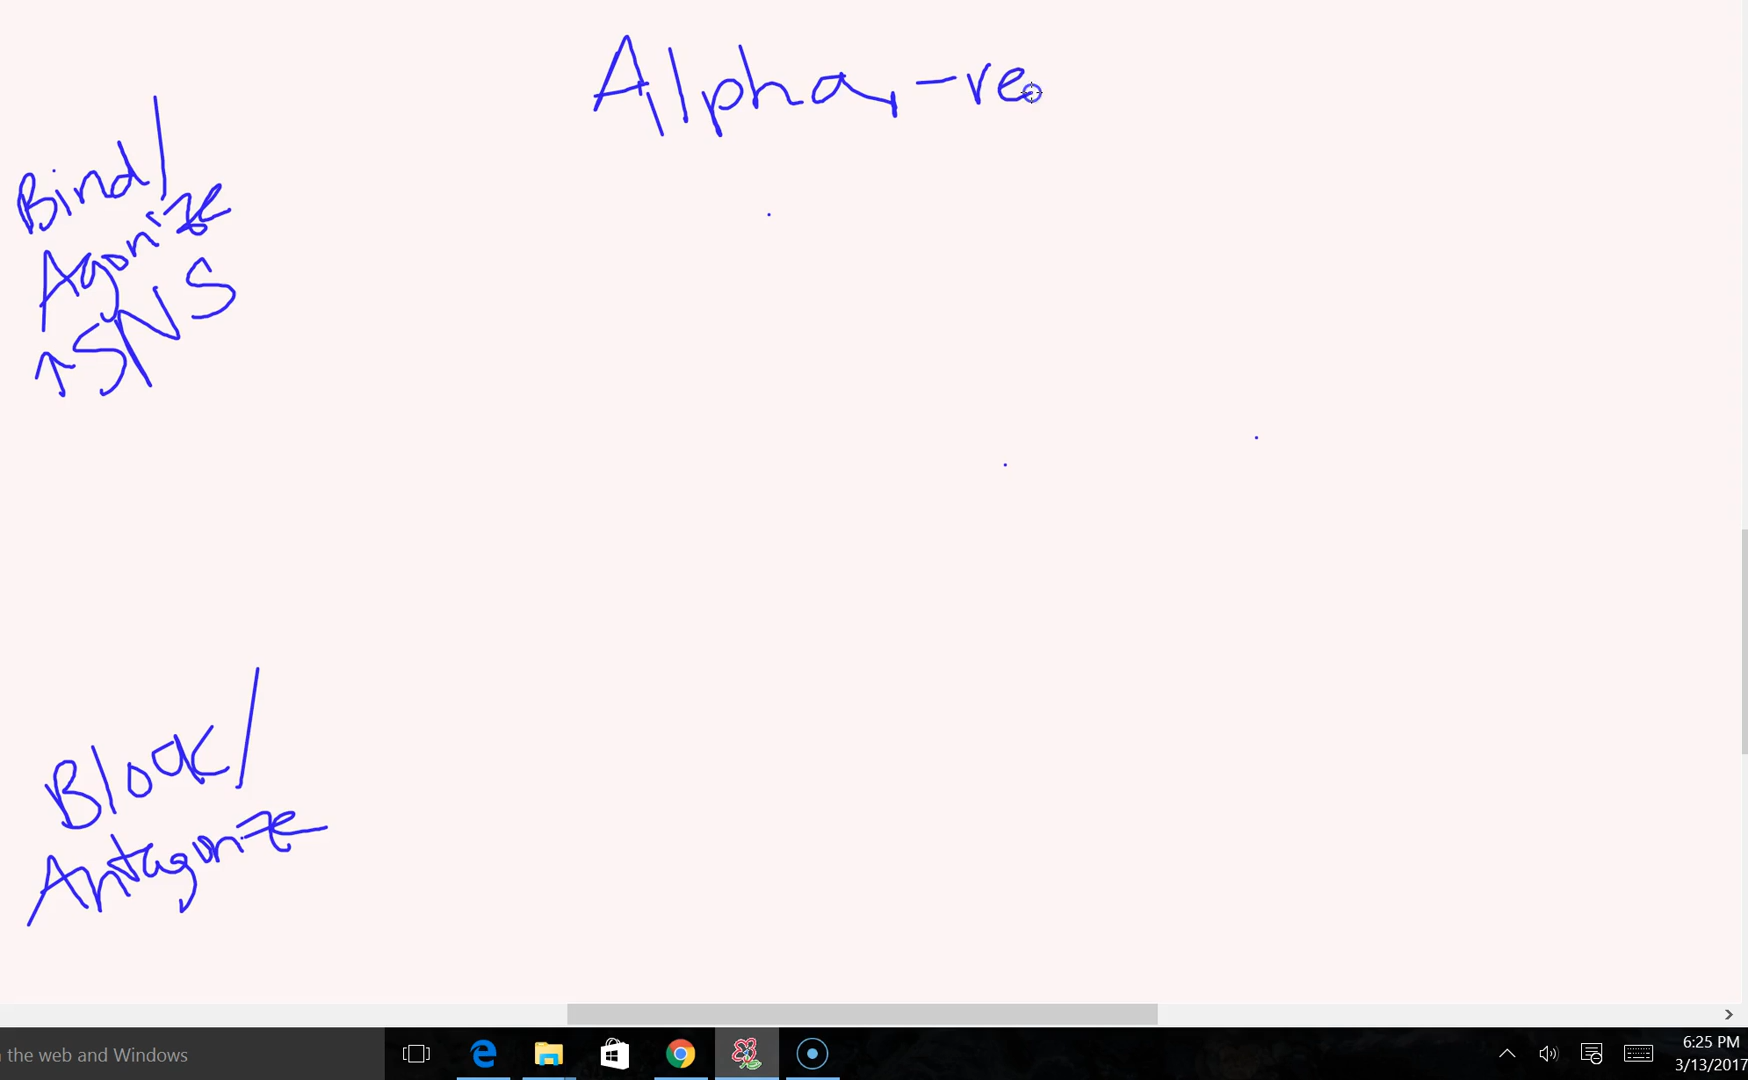 Alpha, -re
Bind/
Agonize
↑SNS
Block/
Antagonize
the web and Windows
6:25 PM
3/13/2017